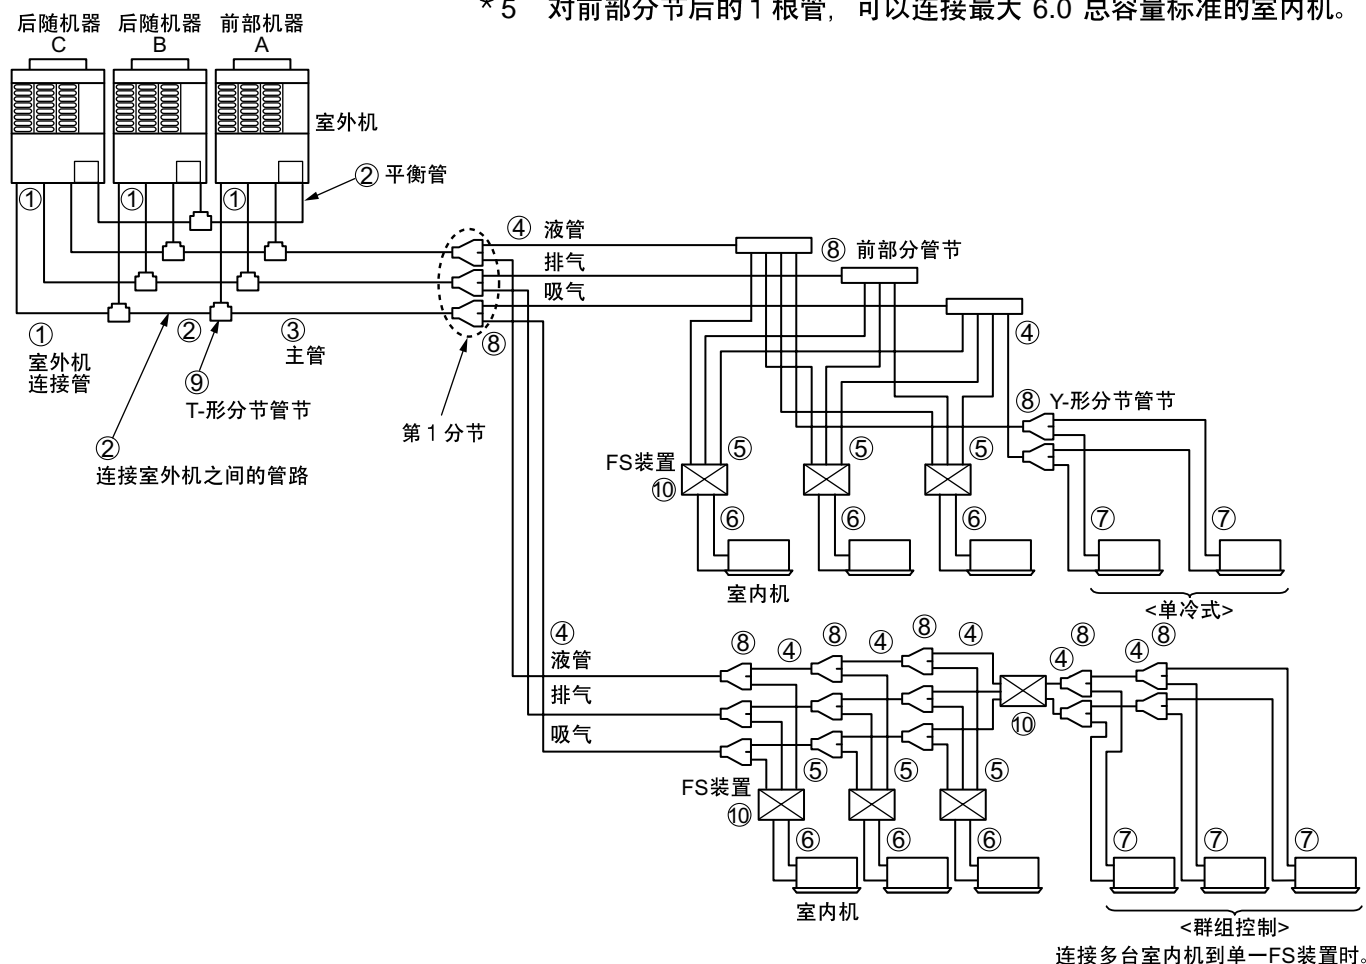 *5 对前部分节后的1根管，可以连接最大 6.0 总容量标准的室内机。
后随机器 后随机器 前部机器
C B A
室外机
① ① ①
② 平衡管
④ 液管
排气
吸气
⑧ 前部分管节
④
① ② ③ ⑧
室外机
连接管
主管
⑨
T-形分节管节
第1分节
②
连接室外机之间的管路
⑧ Y-形分节管节
FS装置
⑩
⑤ ⑤ ⑤
⑥ ⑥ ⑥ ⑦ ⑦
室内机
<单冷式>
④
液管
排气
吸气
⑧ ④ ⑧ ④ ⑧ ④ ④ ⑧ ④ ⑧
⑩
FS装置
⑩
⑤ ⑤ ⑤
⑥ ⑥ ⑥ ⑦ ⑦ ⑦
室内机
<群组控制>
连接多台室内机到单一FS装置时。